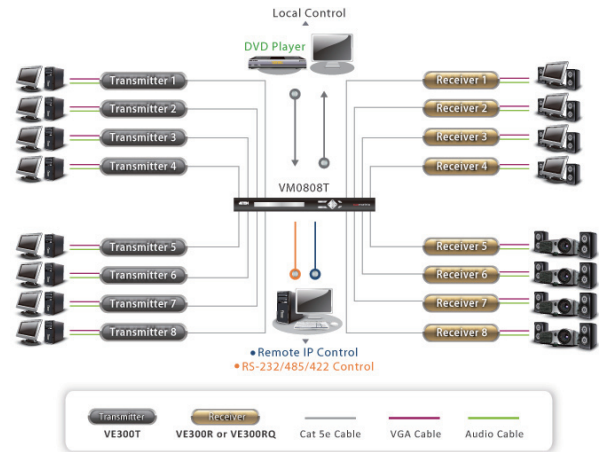 Local Control
DVD Player
Transmitter 1
Transmitter 2
Transmitter 3
Transmitter 4
Receiver 1
Receiver 2
Receiver 3
Receiver 4
VM0808T
Transmitter 5
Transmitter 6
Transmitter 7
Transmitter 8
Receiver 5
Receiver 6
Receiver 7
Receiver 8
•Remote IP Control
•RS-232/485/422 Control
Transmitter
VE300T
Receiver
VE300R or VE300RQ
Cat 5e Cable
VGA Cable
Audio Cable